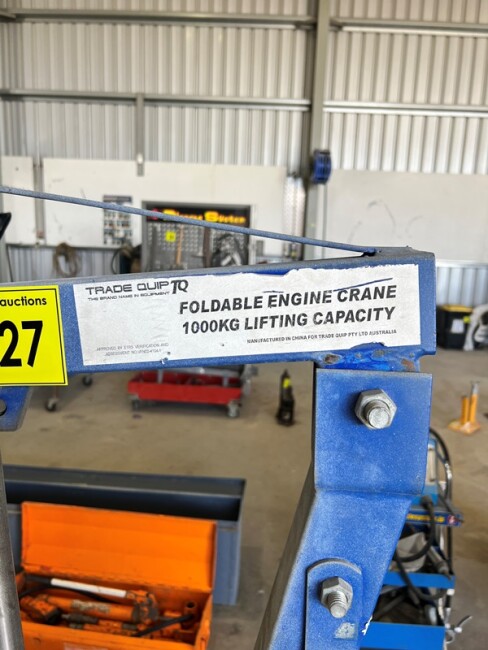 auctions
27
TRADE QUIP TQ
THE BRAND NAME IN EQUIPMENT
FOLDABLE ENGINE CRANE
1000KG LIFTING CAPACITY
MANUFACTURED IN CHINA FOR TRADE QUIP PTY LTD AUSTRALIA